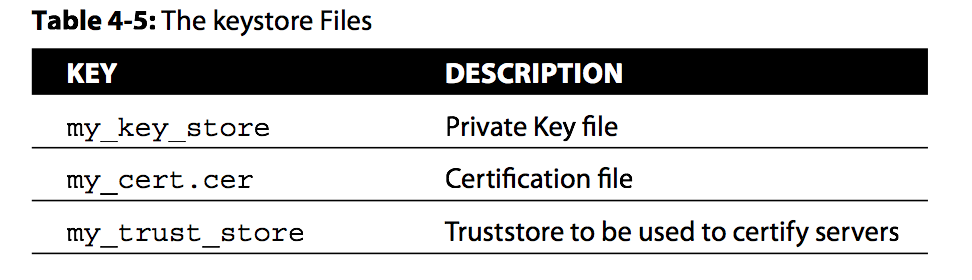 Table 4-5: The keystore Files
KEY DESCRIPTION
my_key_store Private Key file
my_cert.cer Certification file
my_trust_store Truststore to be used to certify servers